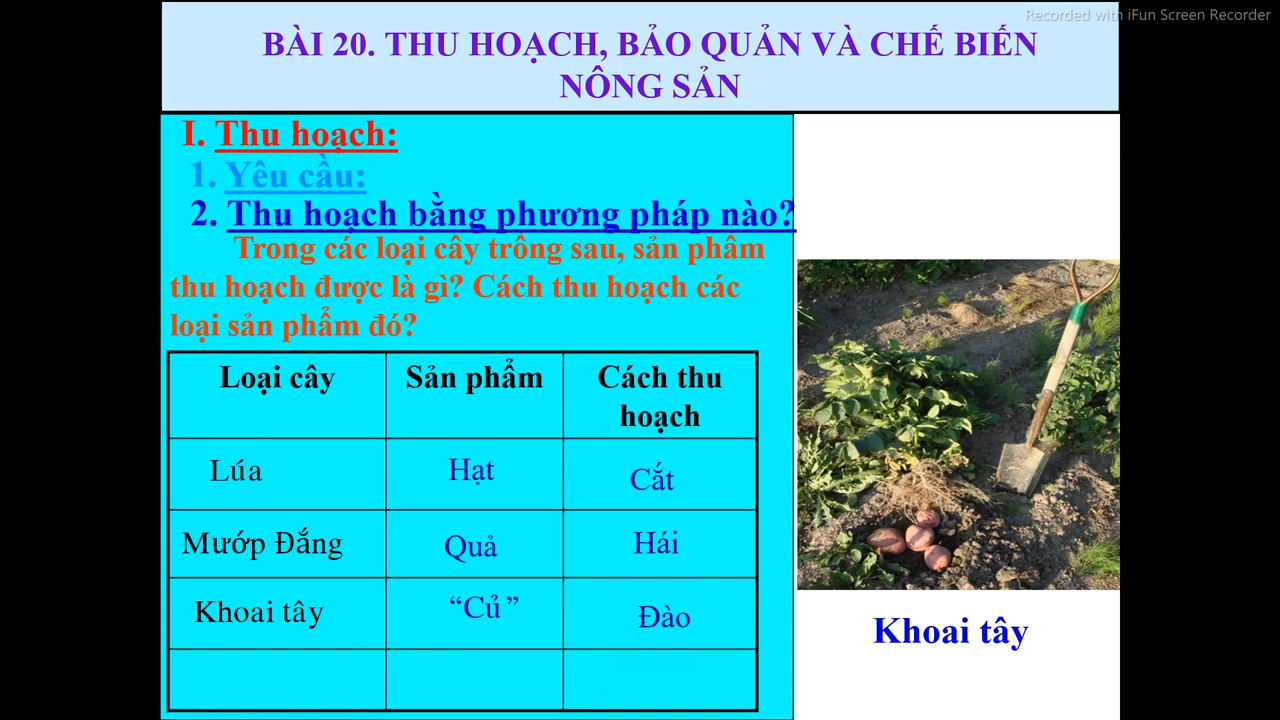 Recorded with iFun Screen Recorder
BÀI 20. THU HOẠCH, BẢO QUẢN VÀ CHẾ BIẾN
NÔNG SẢN
I. Thu hoạch:
1. Yêu cầu:
2. Thu hoạch bằng phương pháp nào?
Trong các loại cây trồng sau, sản phẩm
thu hoạch được là gì? Cách thu hoạch các
loại sản phẩm đó?
Loại cây Sản phẩm Cách thu
hoạch
Lúa Hạt Cắt
Mướp Đắng Quả Hái
Khoai tây “Củ” Đào
Khoai tây